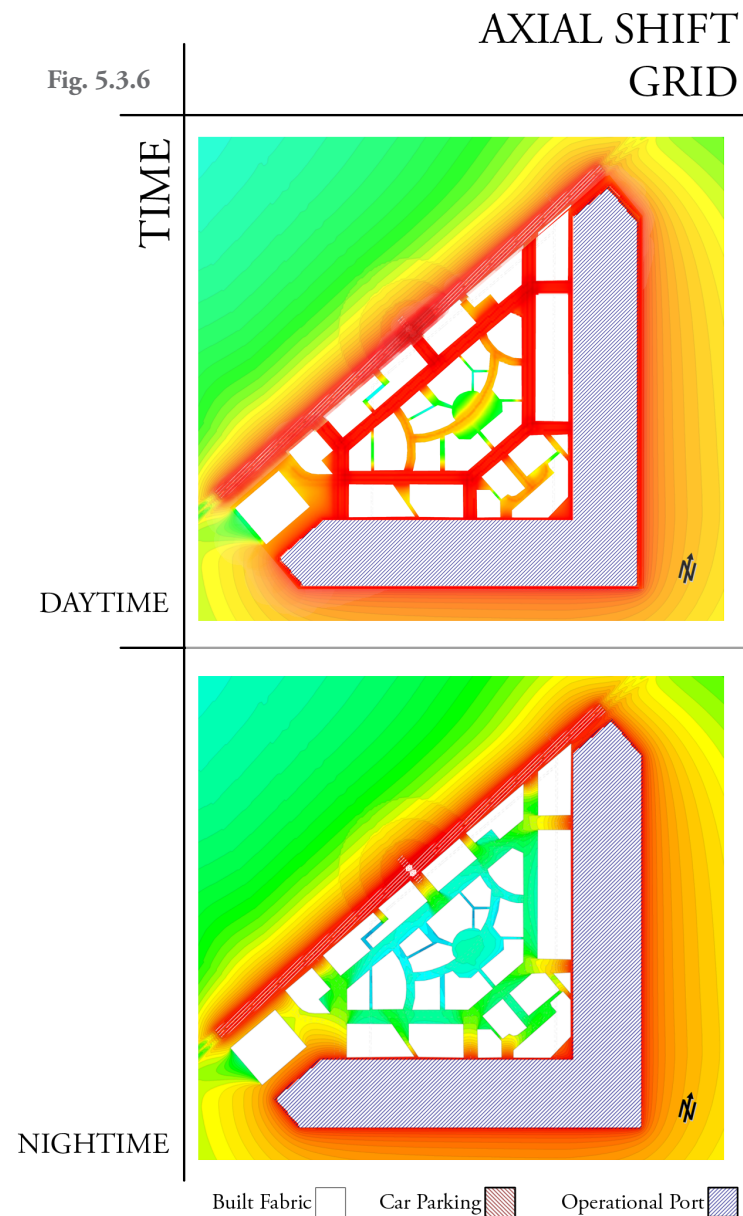 AXIAL SHIFT
GRID
Fig. 5.3.6
TIME
N
DAYTIME
N
NIGHTIME
Built Fabric
Car Parking
Operational Port